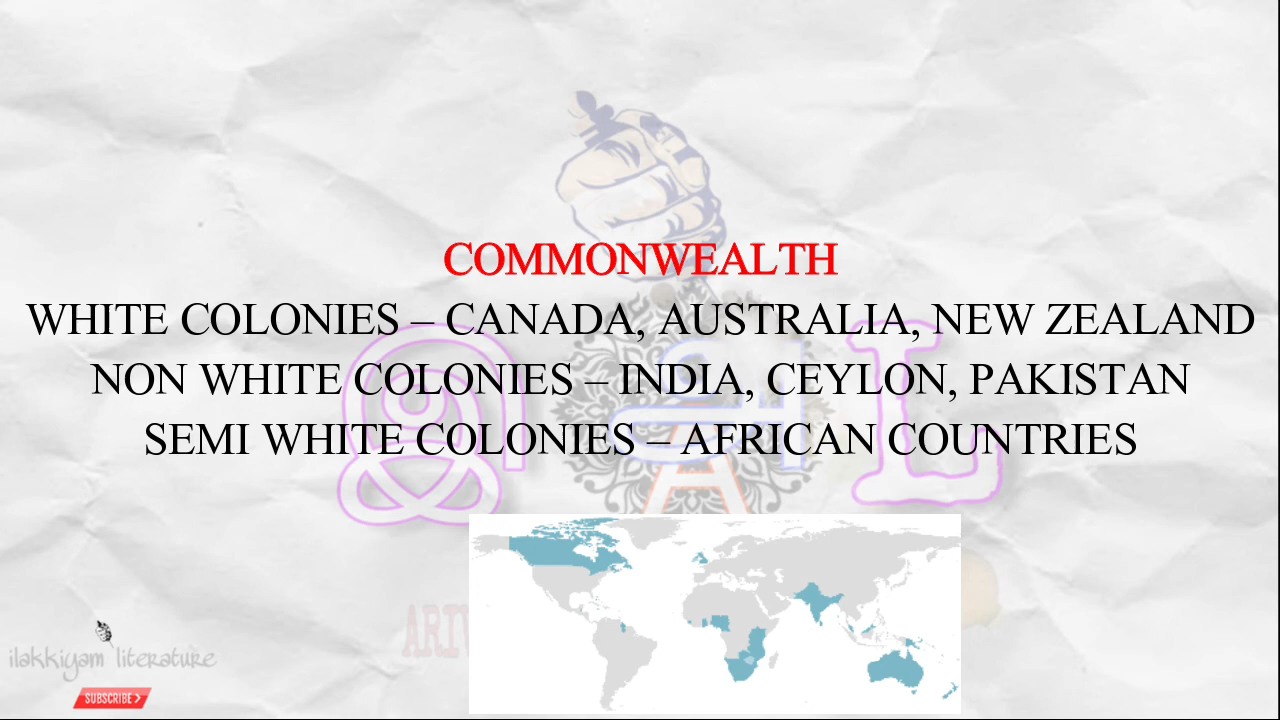 COMMONWEALTH
WHITE COLONIES – CANADA, AUSTRALIA, NEW ZEALAND
NON WHITE COLONIES – INDIA, CEYLON, PAKISTAN
SEMI WHITE COLONIES – AFRICAN COUNTRIES
இ அ L
A
ilakkiyam literature
SUBSCRIBE >